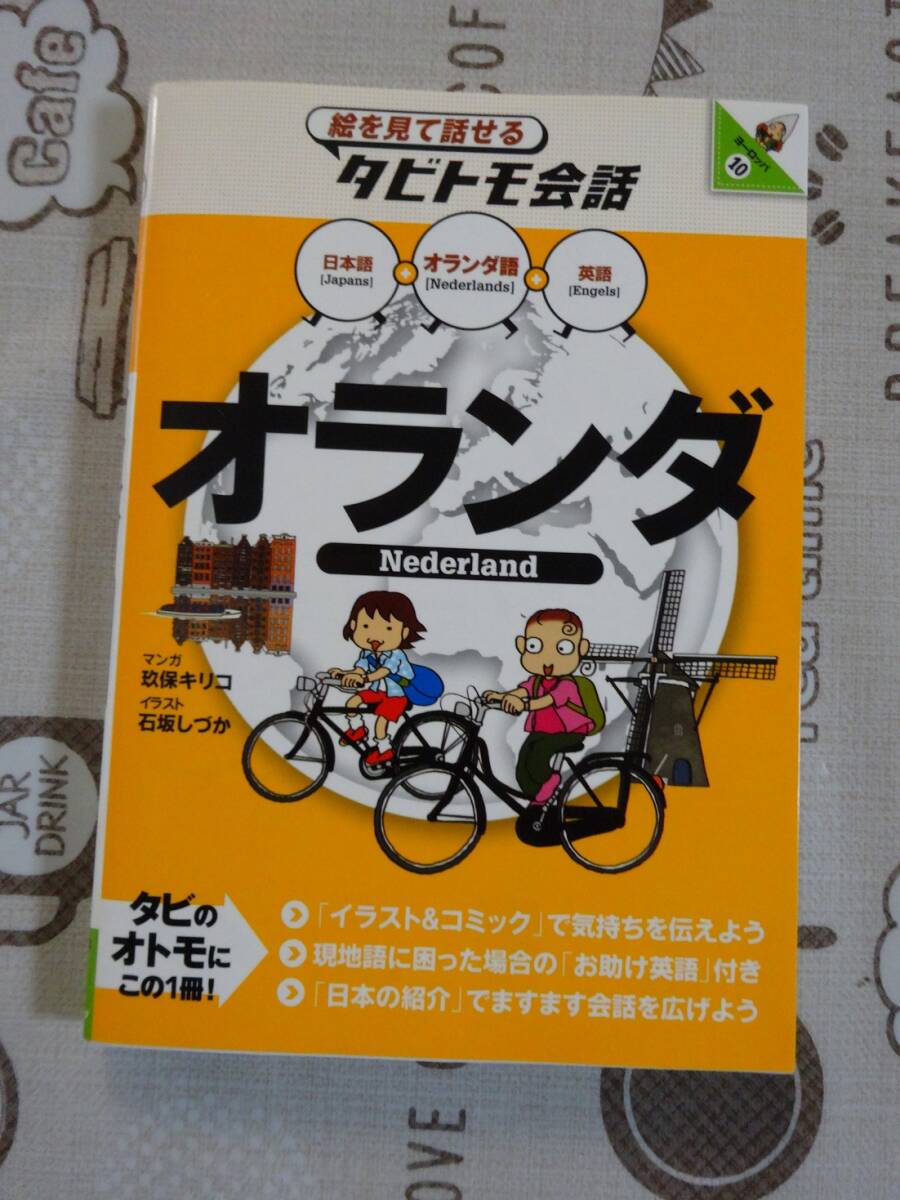 絵を見て話せる
タビトモ会話
ヨーロッパ
10
日本語
[Japans]
オランダ語
[Nederlands]
英語
[Engels]
オランダ
Nederland
マンガ
玖保キリコ
イラスト
石坂しづか
タビの
オトモに
この1冊!
「イラスト&コミック」で気持ちを伝えよう
現地語に困った場合の「お助け英語」付き
「日本の紹介」でますます会話を広げよう
Cafe
JAR
DRINK
OF
LOVE